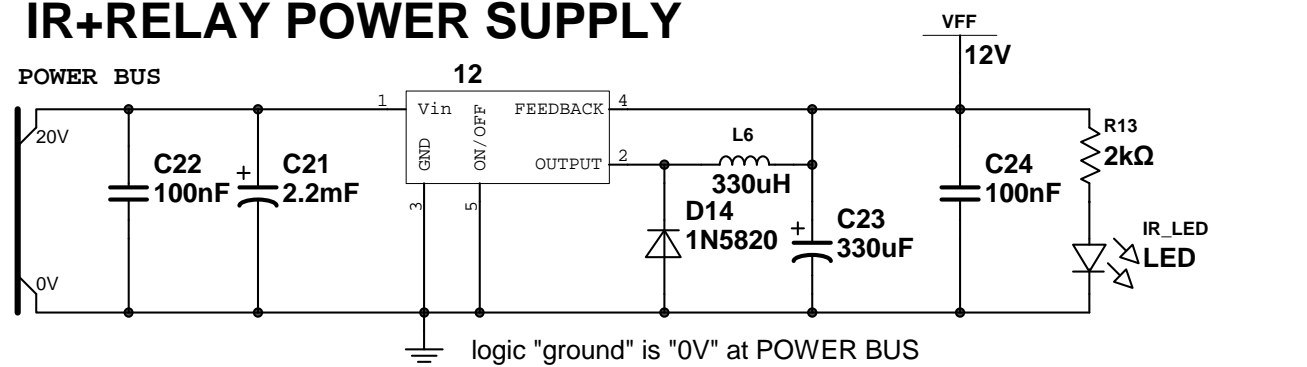 IR+RELAY POWER SUPPLY
VFF
12V
POWER BUS
12
1
Vin
FEEDBACK
4
20V
GND
ON/OFF
OUTPUT
2
L6
330uH
R13
2kΩ
C22
100nF
+
C21
2.2mF
3
5
D14
1N5820
+
C23
330uF
C24
100nF
IR_LED
LED
0V
logic "ground" is "0V" at POWER BUS